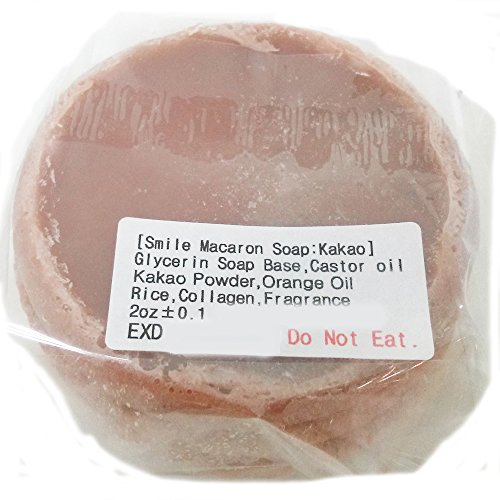 [Smile Macaron Soap:Kakao]
Glycerin Soap Base,Castor oil
Kakao Powder,Orange Oil
Rice,Collagen,Fragrance
2oz±0.1
EXD Do Not Eat.